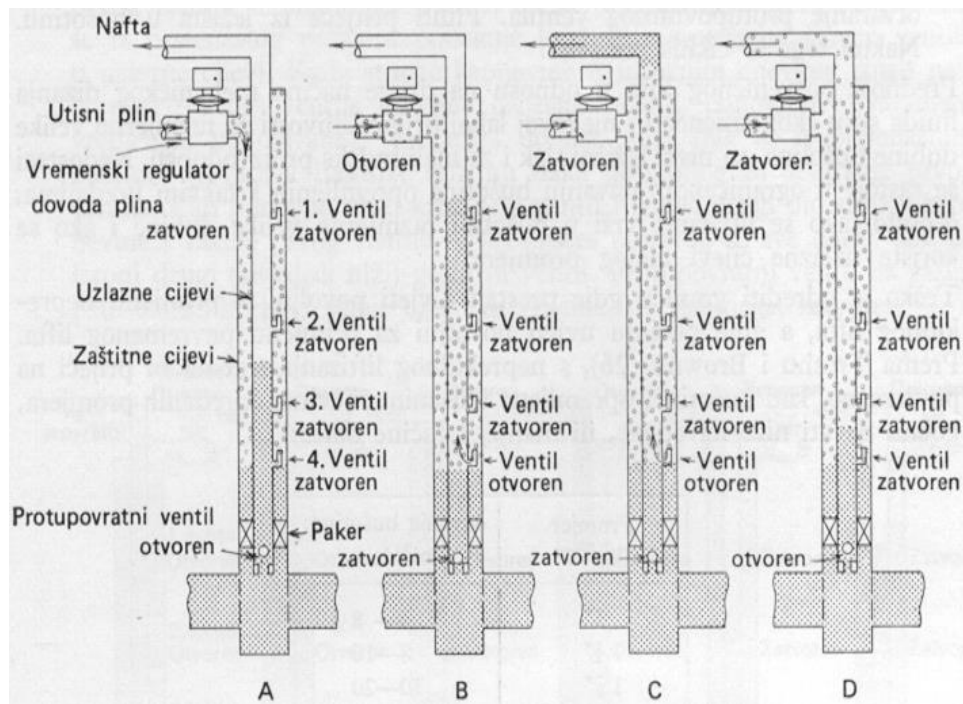 Nafta
Utisni plin
Vremenski regulator
dovoda plina
zatvoren
Uzlazne cijevi
Zaštitne cijevi
Protupovratni ventil
otvoren
1. Ventil
zatvoren
2. Ventil
zatvoren
3. Ventil
zatvoren
4. Ventil
zatvoren
Paker
A
Otvoren
Ventil
zatvoren
Ventil
zatvoren
Ventil
zatvoren
Ventil
otvoren
zatvoren
B
Zatvoren
Ventil
zatvoren
Ventil
zatvoren
Ventil
zatvoren
Ventil
otvoren
zatvoren
C
Zatvoren
Ventil
zatvoren
Ventil
zatvoren
Ventil
zatvoren
Ventil
zatvoren
otvoren
D